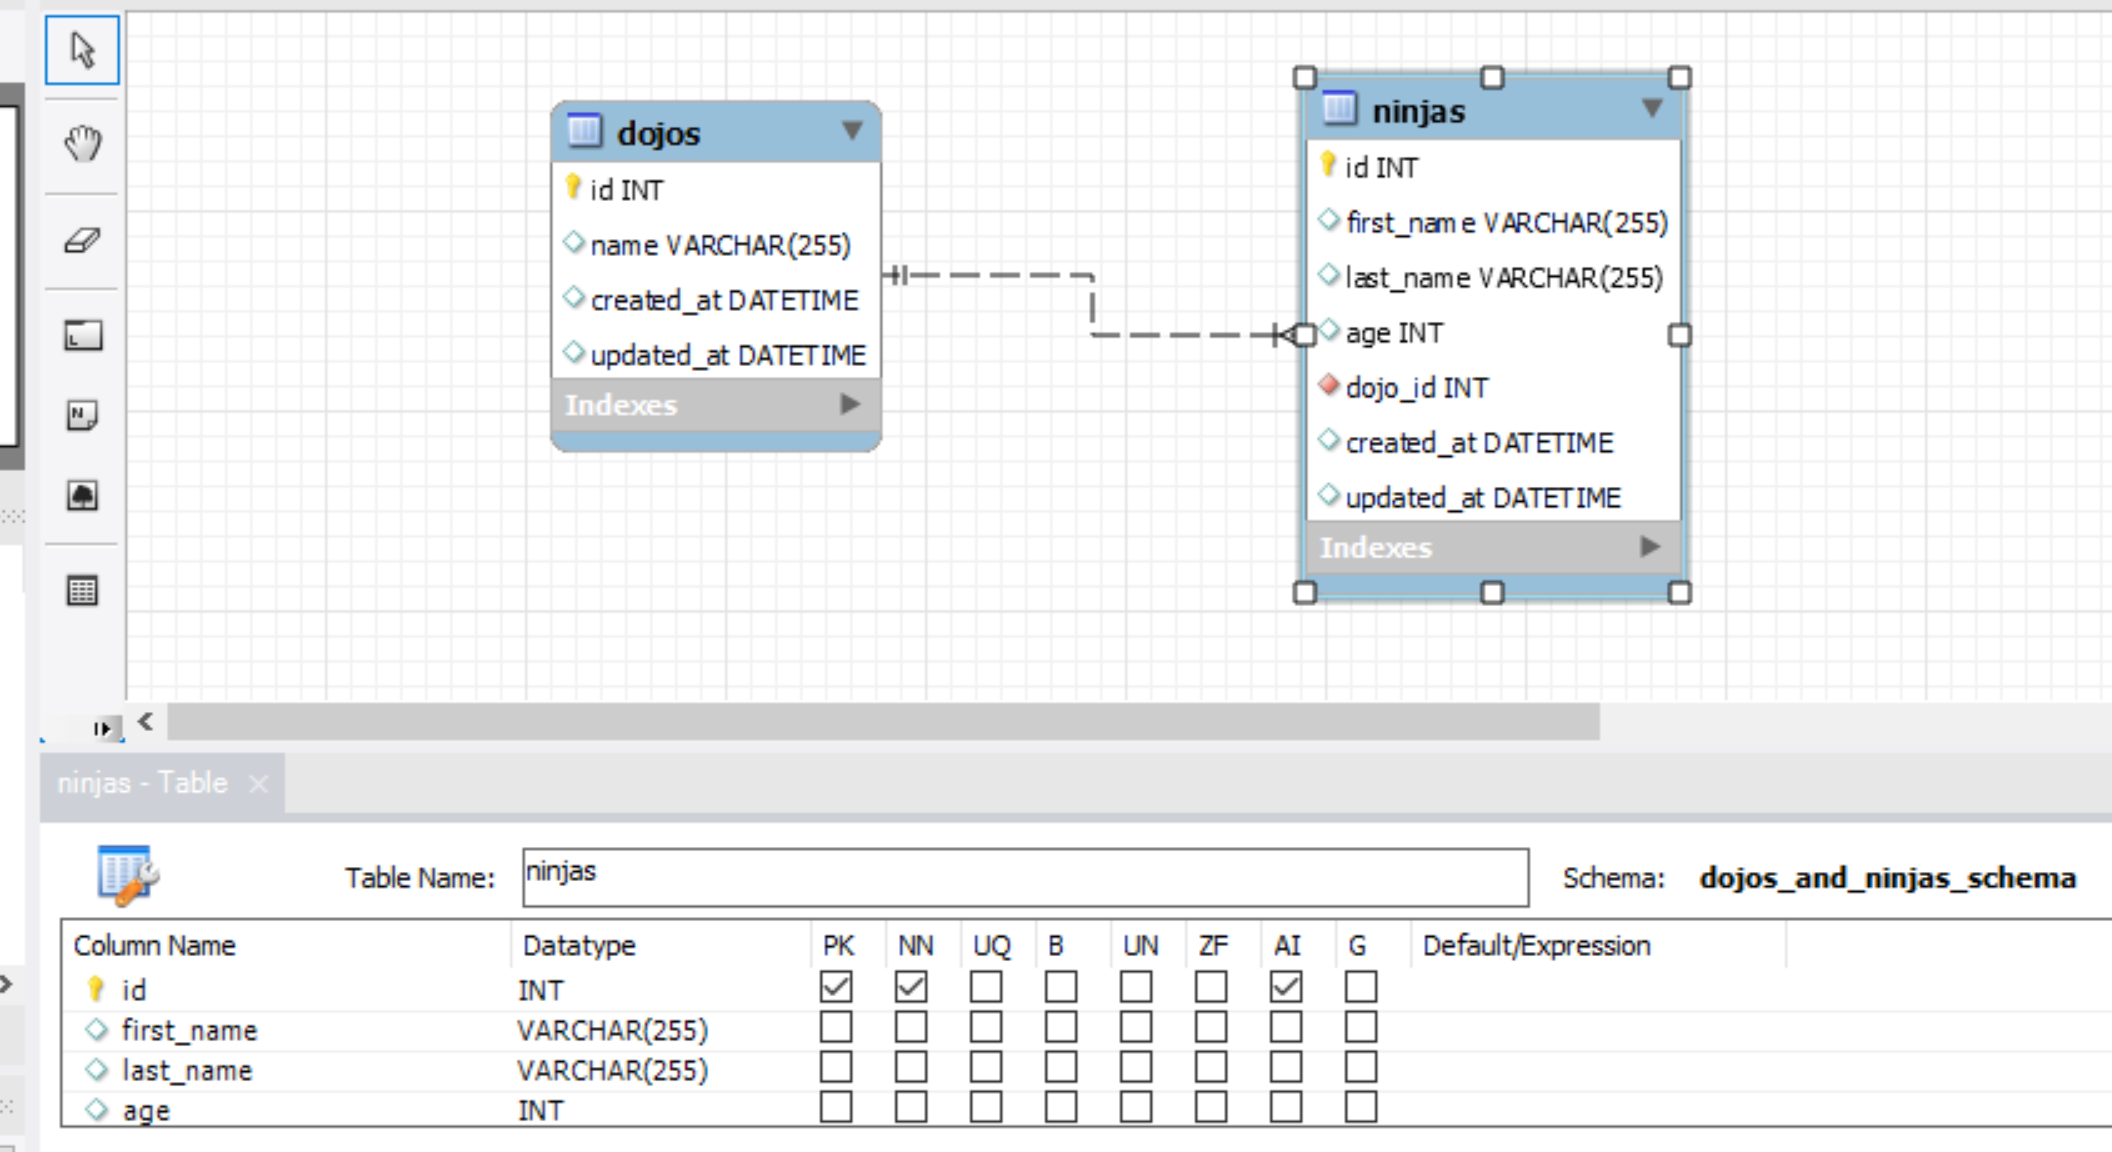 dojos
id INT
name VARCHAR(255)
created_at DATETIME
updated_at DATETIME
Indexes
ninjas
id INT
first_name VARCHAR(255)
last_name VARCHAR(255)
age INT
dojo_id INT
created_at DATETIME
updated_at DATETIME
Indexes
ninjas - Table
Table Name: ninjas Schema: dojos_and_ninjas_schema
Column Name Datatype PK NN UQ B UN ZF AI G Default/Expression
id INT
first_name VARCHAR(255)
last_name VARCHAR(255)
age INT